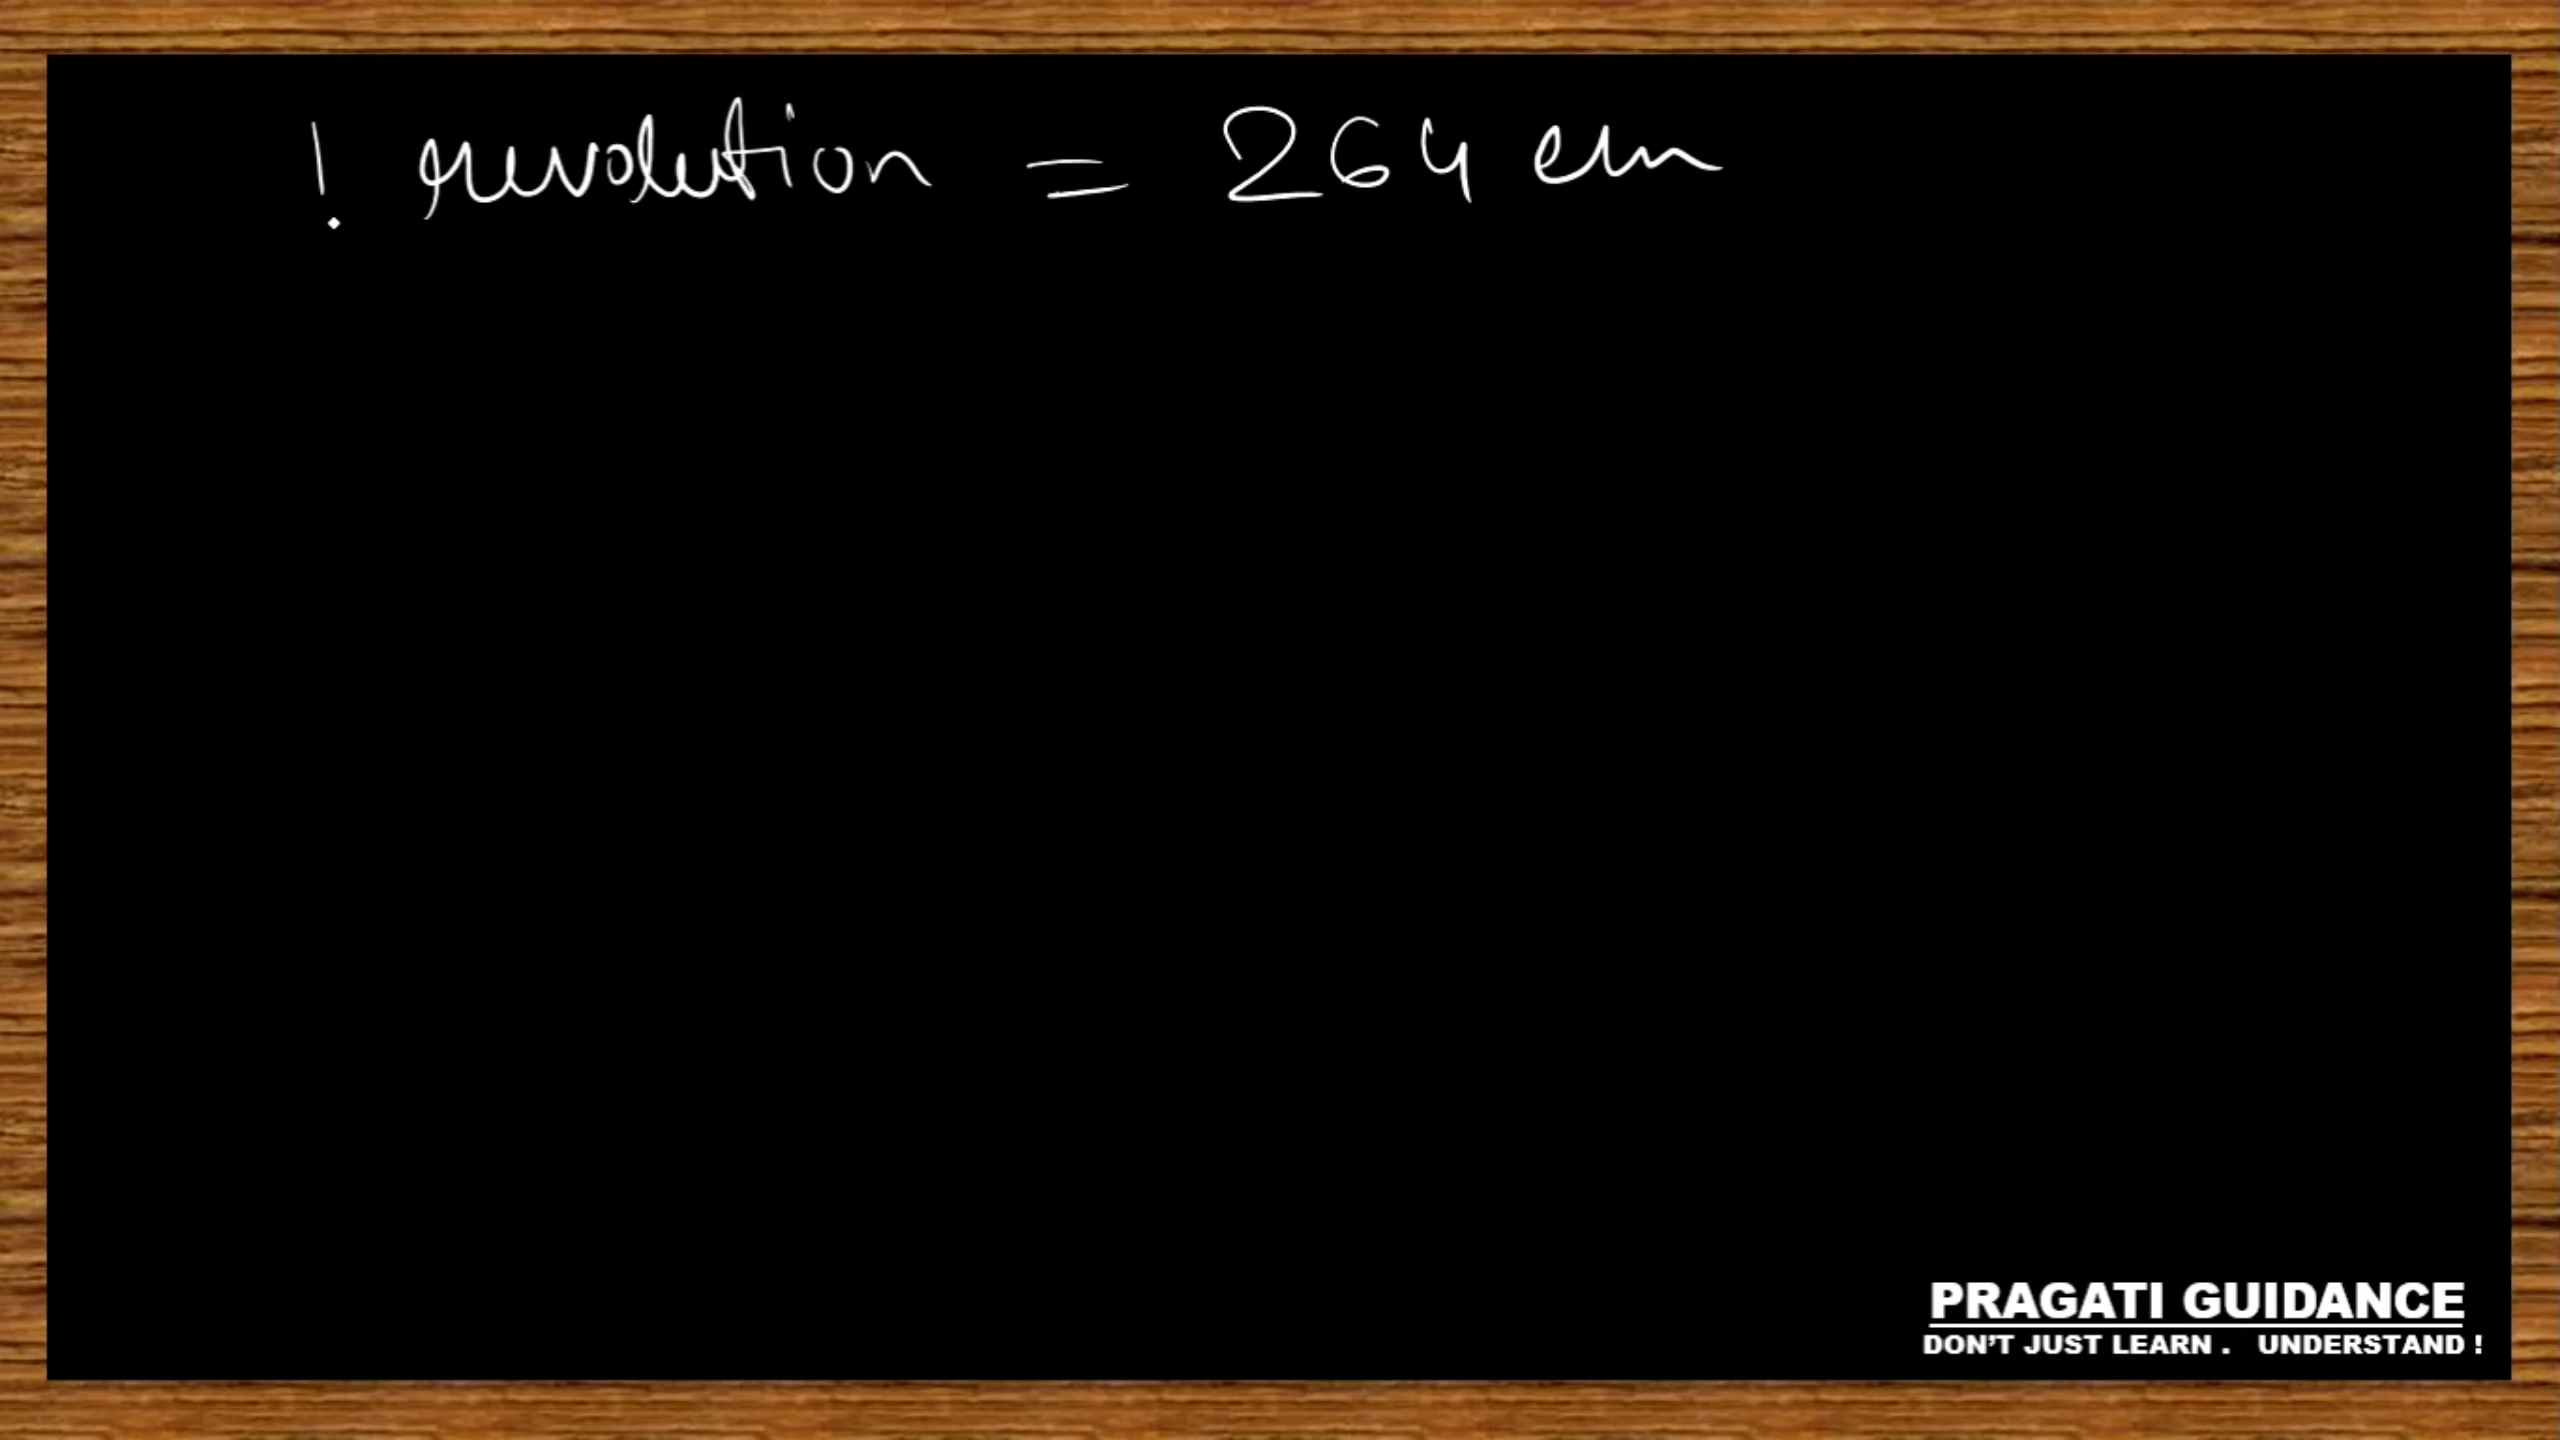 1 revolution = 264 cm
PRAGATI GUIDANCE
DON'T JUST LEARN . UNDERSTAND !